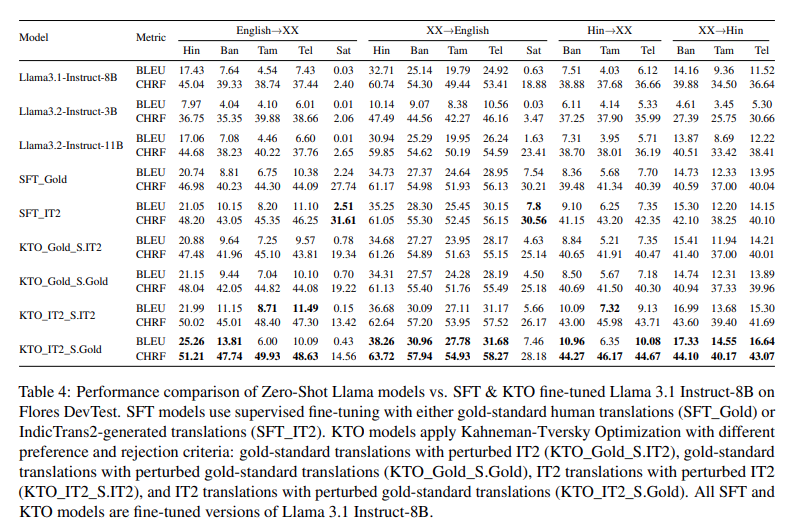 Model Metric English→XX XX→English Hin→XX XX→Hin
Hin Ban Tam Tel Sat Hin Ban Tam Tel Sat Ban Tam Tel Ban Tam Tel
Llama3.1-Instruct-8B BLEU 17.43 7.64 4.54 7.43 0.03 32.71 25.14 19.79 24.92 0.63 7.51 4.03 6.12 14.16 9.36 11.52
CHRF 45.04 39.33 38.74 37.44 2.40 60.74 54.30 49.44 53.41 18.88 38.88 37.68 36.66 39.88 34.50 36.64
Llama3.2-Instruct-3B BLEU 7.97 4.04 4.10 6.01 0.01 10.14 9.07 8.38 10.56 0.03 6.11 4.14 5.33 4.61 3.45 5.30
CHRF 36.75 35.35 39.88 38.66 2.06 47.49 44.56 42.27 46.16 3.47 37.25 37.90 35.99 27.39 25.75 30.66
Llama3.2-Instruct-11B BLEU 17.06 7.08 4.46 6.60 0.01 30.94 25.29 19.95 26.24 1.63 7.31 3.95 5.71 13.87 8.69 12.22
CHRF 44.68 38.23 40.22 37.76 2.65 59.85 54.62 50.19 54.59 23.41 38.70 38.01 36.19 40.51 33.42 38.41
SFT_Gold BLEU 20.74 8.81 6.75 10.38 2.24 34.73 27.37 24.64 28.95 7.54 8.36 5.68 7.70 14.73 12.33 13.95
CHRF 46.98 40.23 44.30 44.09 27.74 61.17 54.98 51.93 56.13 30.21 39.48 41.34 40.39 40.59 37.00 40.04
SFT_IT2 BLEU 21.05 10.15 8.20 11.10 2.51 35.25 28.30 25.45 30.15 7.8 9.10 6.25 7.35 15.30 12.20 14.15
CHRF 48.20 43.05 45.35 46.25 31.61 61.05 55.30 52.45 56.15 30.56 41.15 43.20 42.35 42.10 38.25 40.10
KTO_Gold_S.IT2 BLEU 20.88 9.64 7.25 9.57 0.78 34.68 27.27 23.95 28.17 4.63 8.84 5.21 7.35 15.41 11.94 14.21
CHRF 47.48 41.96 45.10 43.81 19.34 61.26 54.89 51.63 55.15 25.14 40.65 41.91 40.47 41.40 37.00 40.01
KTO_Gold_S.Gold BLEU 21.15 9.44 7.04 10.10 0.70 34.31 27.57 24.28 28.19 4.50 8.50 5.67 7.18 14.74 12.31 13.89
CHRF 48.04 42.05 44.82 44.08 19.22 61.13 55.40 51.76 55.49 25.18 40.69 41.50 40.30 40.94 37.33 39.96
KTO_IT2_S.IT2 BLEU 21.99 11.15 8.71 11.49 0.15 36.68 30.09 27.11 31.17 5.66 10.09 7.32 9.13 16.99 13.68 15.30
CHRF 50.02 45.01 48.40 47.30 13.42 62.64 57.20 53.95 57.52 26.17 43.00 45.98 43.71 43.60 39.40 41.69
KTO_IT2_S.Gold BLEU 25.26 13.81 6.00 10.09 0.43 38.26 30.96 27.78 31.68 7.46 10.96 6.35 10.08 17.33 14.55 16.64
CHRF 51.21 47.74 49.93 48.63 14.56 63.72 57.94 54.93 58.27 28.18 44.27 46.17 44.67 44.10 40.17 43.07
Table 4: Performance comparison of Zero-Shot Llama models vs. SFT & KTO fine-tuned Llama 3.1 Instruct-8B on
Flores DevTest. SFT models use supervised fine-tuning with either gold-standard human translations (SFT_Gold) or
IndicTrans2-generated translations (SFT_IT2). KTO models apply Kahneman-Tversky Optimization with different
preference and rejection criteria: gold-standard translations with perturbed IT2 (KTO_Gold_S.IT2), gold-standard
translations with perturbed gold-standard translations (KTO_Gold_S.Gold), IT2 translations with perturbed IT2
(KTO_IT2_S.IT2), and IT2 translations with perturbed gold-standard translations (KTO_IT2_S.Gold). All SFT and
KTO models are fine-tuned versions of Llama 3.1 Instruct-8B.